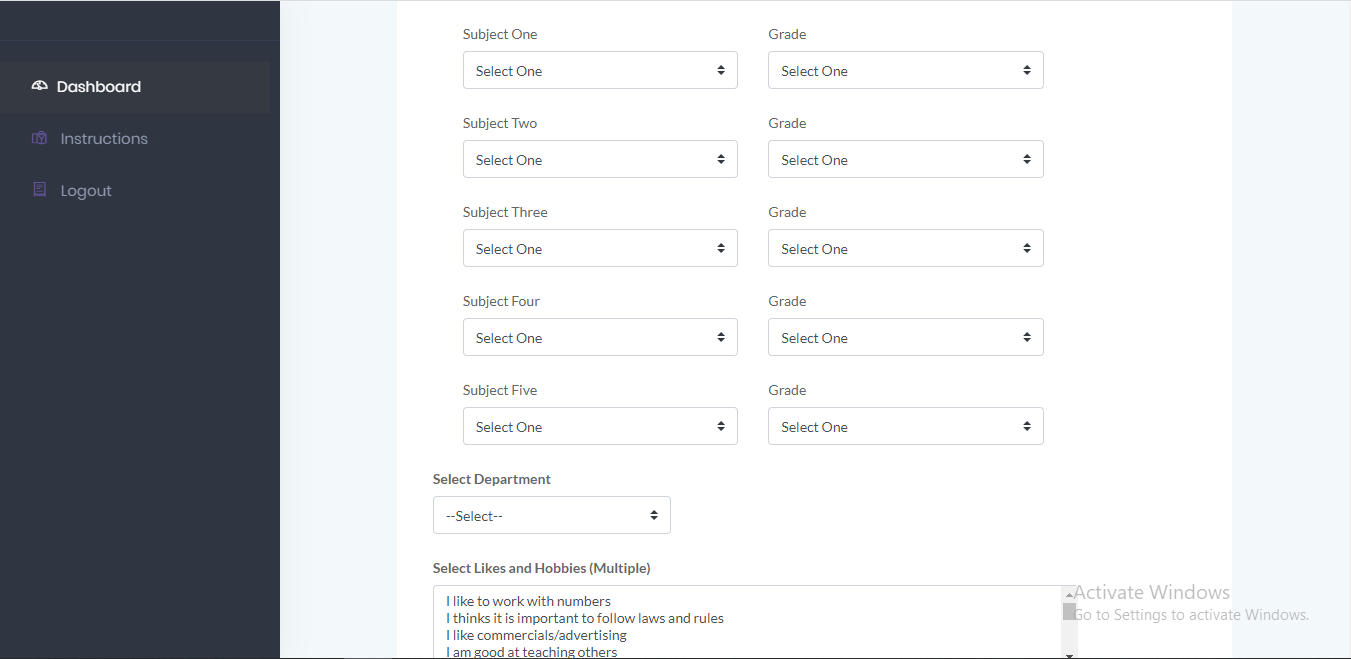 Dashboard
Instructions
Logout
Subject One Grade
Select One Select One
Subject Two Grade
Select One Select One
Subject Three Grade
Select One Select One
Subject Four Grade
Select One Select One
Subject Five Grade
Select One Select One
Select Department
--Select--
Select Likes and Hobbies (Multiple)
I like to work with numbers
I thinks it is important to follow laws and rules
I like commercials/advertising
I am good at teaching others
Activate Windows
Go to Settings to activate Windows.